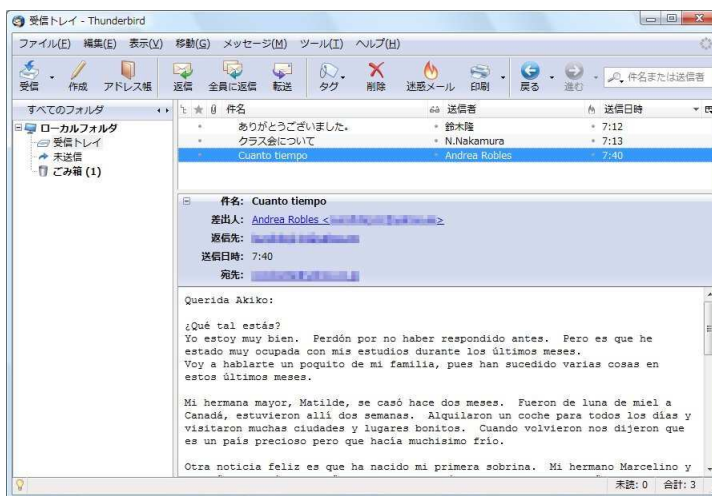 受信トレイ - Thunderbird
ファイル(F) 編集(E) 表示(V) 移動(G) メッセージ(M) ツール(T) ヘルプ(H)
受信 作成 アドレス帳 返信 全員に返信 転送 タグ 削除 迷惑メール 印刷 戻る 進む 件名または送信者
すべてのフォルダ 件名 送信者 送信日時
ローカルフォルダ
受信トレイ
未送信
ごみ箱 (1)
ありがとうございました。 鈴木隆 7:12
クラス会について N.Nakamura 7:13
Cuanto tiempo Andrea Robles 7:40
件名: Cuanto tiempo
差出人: Andrea Robles < >
返信先:
送信日時: 7:40
宛先:
Querida Akiko:
¿Qué tal estás?
Yo estoy muy bien. Perdón por no haber respondido antes. Pero es que he
estado muy ocupada con mis estudios durante los últimos meses.
Voy a hablarte un poquito de mi familia, pues han sucedido varias cosas en
estos últimos meses.
Mi hermana mayor, Matilde, se casó hace dos meses. Fueron de luna de miel a
Canadá, estuvieron allí dos semanas. Alquilaron un coche para todos los días y
visitaron muchas ciudades y lugares bonitos. Cuando volvieron nos dijeron que
es un país precioso pero que hacía muchísimo frío.
Otra noticia feliz es que ha nacido mi primera sobrina. Mi hermano Marcelino y
未読: 0 合計: 3